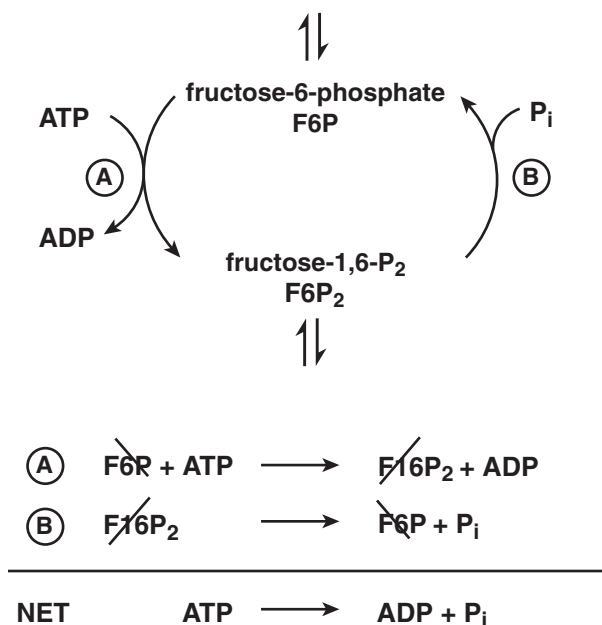 fructose-6-phosphate
F6P
ATP
Pi
A
B
ADP
fructose-1,6-P2
F6P2
A F6P + ATP F16P2 + ADP
B F16P2 F6P + Pi
NET ATP ADP + Pi